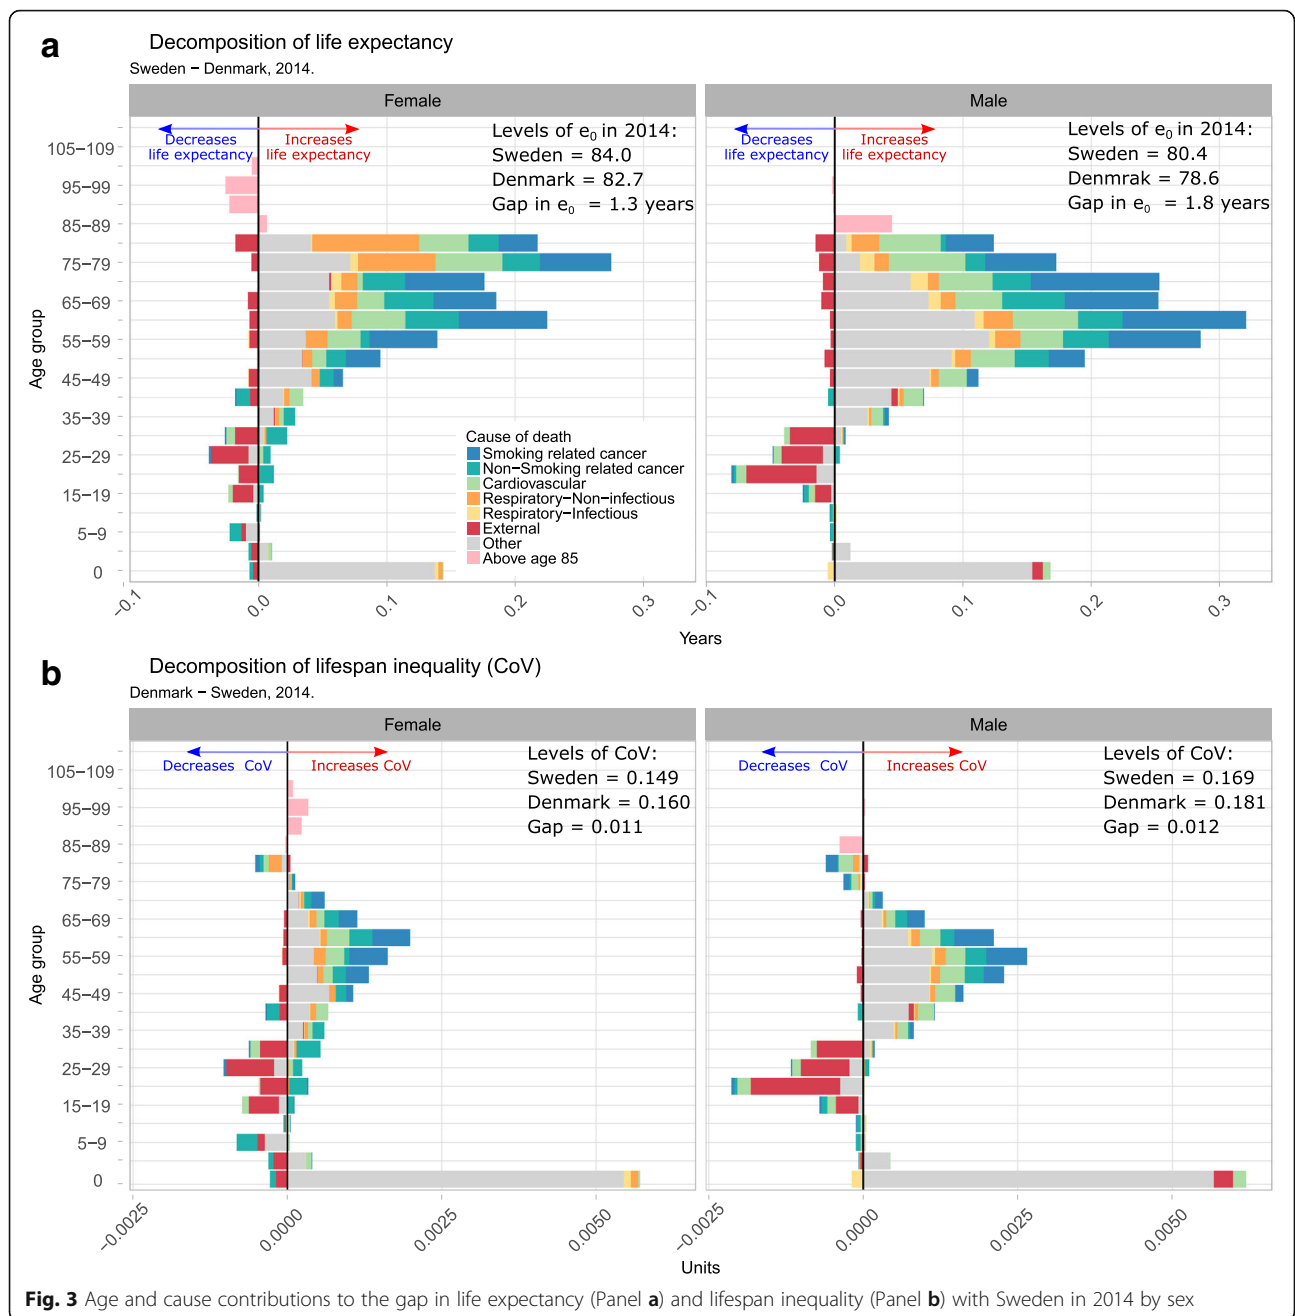 a
Decomposition of life expectancy
Sweden − Denmark, 2014.
Female
Male
Decreases
life expectancy
Increases
life expectancy
Levels of e0 in 2014:
Sweden = 84.0
Denmark = 82.7
Gap in e0 = 1.3 years
Decreases
life expectancy
Increases
life expectancy
Levels of e0 in 2014:
Sweden = 80.4
Denmrak = 78.6
Gap in e0 = 1.8 years
Age group
105−109
95−99
85−89
75−79
65−69
55−59
45−49
35−39
25−29
15−19
5−9
0
Cause of death
Smoking related cancer
Non−Smoking related cancer
Cardiovascular
Respiratory−Non−infectious
Respiratory−Infectious
External
Other
Above age 85
−0.1 0.0 0.1 0.2 0.3
−0.1 0.0 0.1 0.2 0.3
Years
b
Decomposition of lifespan inequality (CoV)
Denmark − Sweden, 2014.
Female
Male
Decreases CoV
Increases CoV
Levels of CoV:
Sweden = 0.149
Denmark = 0.160
Gap = 0.011
Decreases CoV
Increases CoV
Levels of CoV:
Sweden = 0.169
Denmark = 0.181
Gap = 0.012
Age group
105−109
95−99
85−89
75−79
65−69
55−59
45−49
35−39
25−29
15−19
5−9
0
−0.0025 0.0000 0.0025 0.0050
−0.0025 0.0000 0.0025 0.0050
Units
Fig. 3 Age and cause contributions to the gap in life expectancy (Panel a) and lifespan inequality (Panel b) with Sweden in 2014 by sex